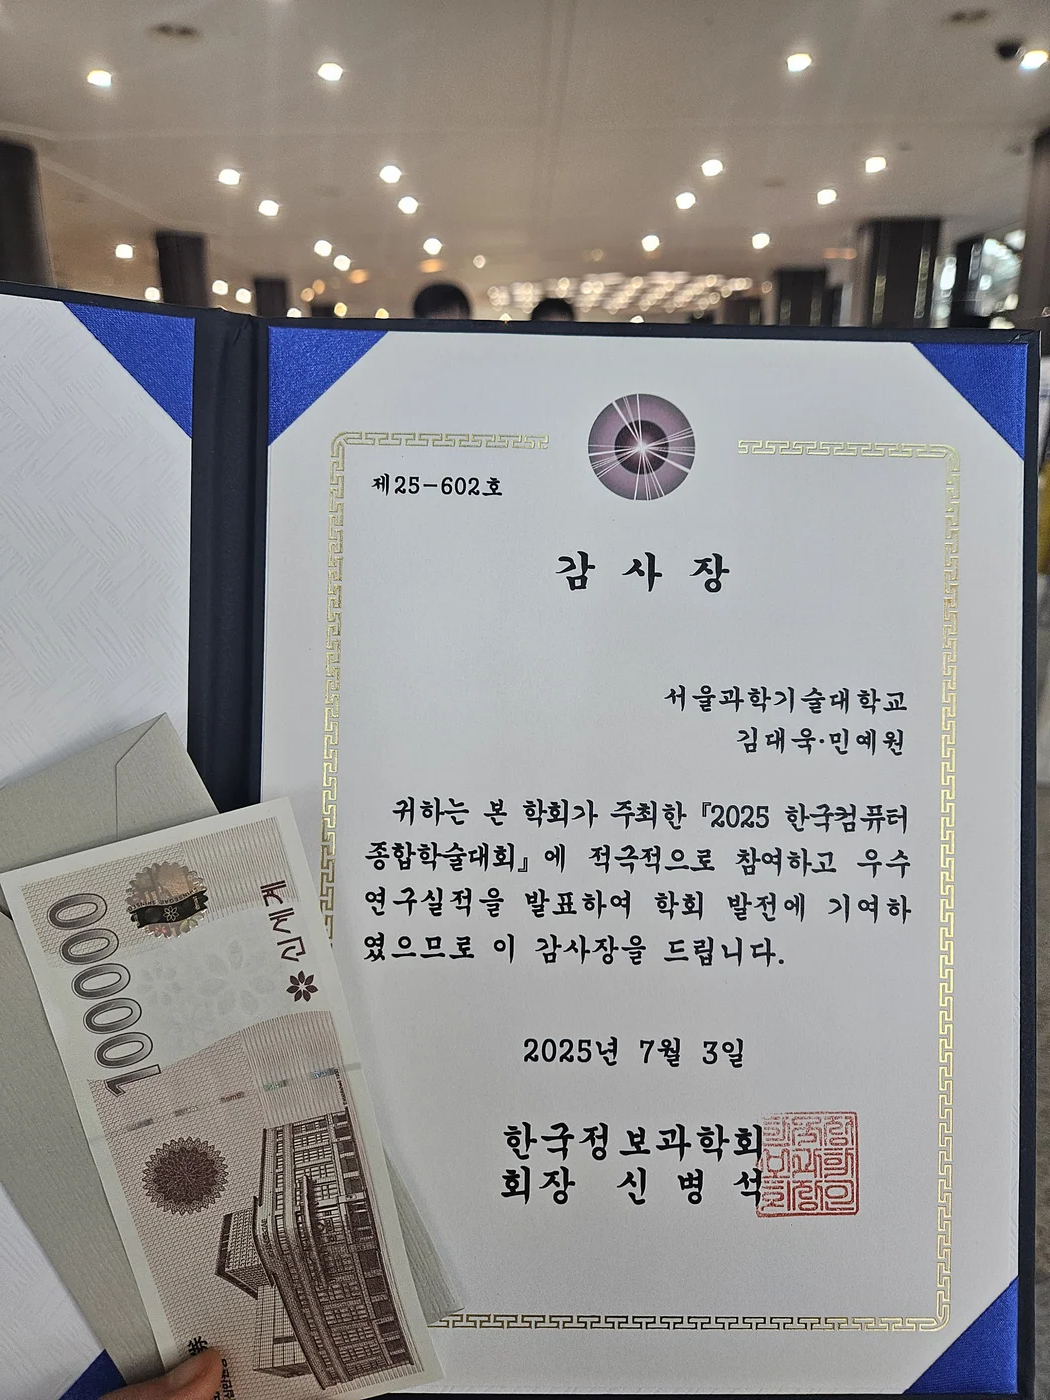 제25-602호
감 사 장
서울과학기술대학교
김대욱·민예원
귀하는 본 학회가 주최한 『2025 한국컴퓨터
종합학술대회』에 적극적으로 참여하고 우수
연구실적을 발표하여 학회 발전에 기여하
였으므로 이 감사장을 드립니다.
2025년 7월 3일
한국정보과학회
회장 신 병 석
100000
신세계